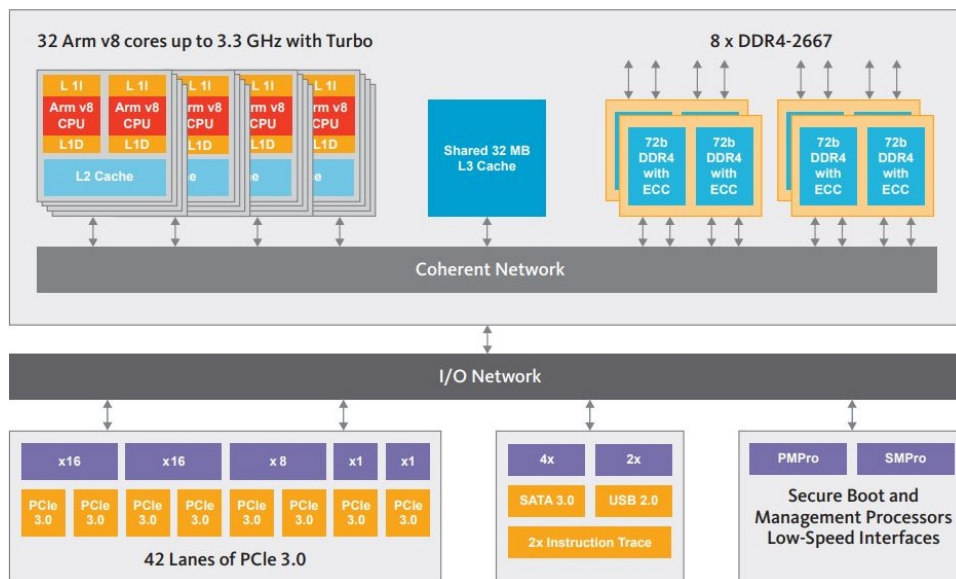 32 Arm v8 cores up to 3.3 GHz with Turbo
8 x DDR4-2667
L 1I
L 1I
L 1I
L 1I
L 1I
Arm v8
CPU
Arm v8
CPU
Arm v8
CPU
Arm v8
CPU
Arm v8
CPU
L1D
L1D
L1D
L1D
L1D
L2 Cache
Shared 32 MB
L3 Cache
72b
DDR4
with
ECC
72b
DDR4
with
ECC
72b
DDR4
with
ECC
72b
DDR4
with
ECC
Coherent Network
I/O Network
x16
x16
x 8
x1
x1
PCIe
3.0
PCIe
3.0
PCIe
3.0
PCIe
3.0
PCIe
3.0
PCIe
3.0
PCIe
3.0
PCIe
3.0
42 Lanes of PCIe 3.0
4x
2x
SATA 3.0
USB 2.0
2x Instruction Trace
PMPro
SMPro
Secure Boot and
Management Processors
Low-Speed Interfaces